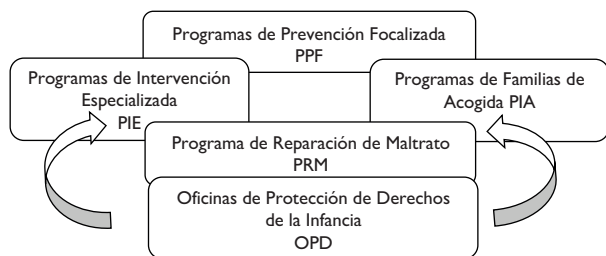 Programas de Prevención Focalizada
PPF
Programas de Intervención
Especializada
PIE
Programas de Familias de
Acogida PIA
Programa de Reparación de Maltrato
PRM
Oficinas de Protección de Derechos
de la Infancia
OPD